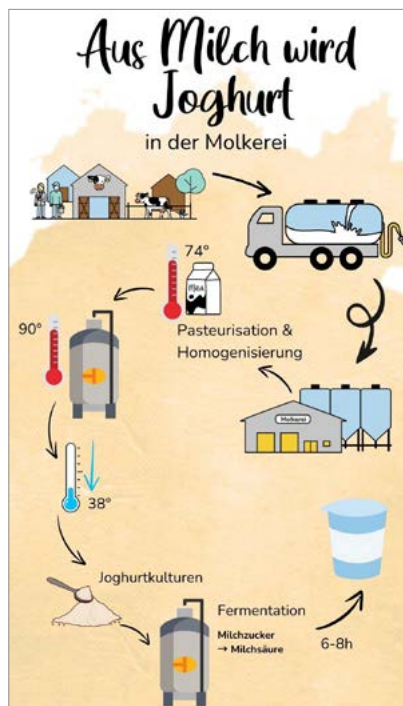 Aus Milch wird
Joghurt
in der Molkerei
74°
Pasteurisation &
Homogenisierung
Molkerei
90°
38°
Joghurtkulturen
Fermentation
Milchzucker
→ Milchsäure
6-8h